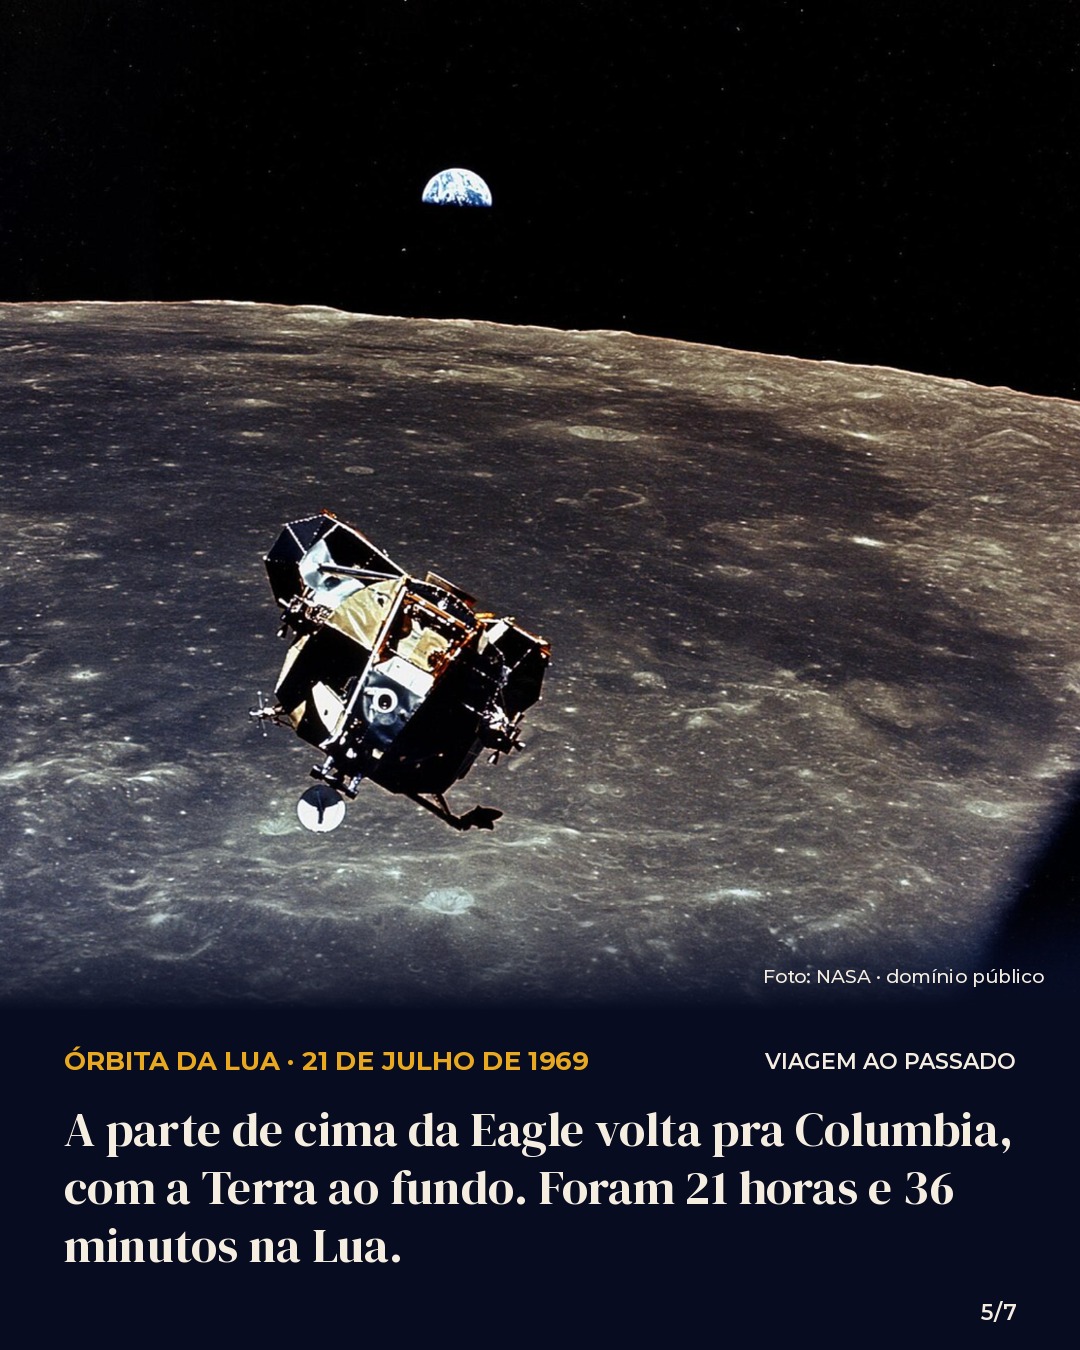 Foto: NASA · domínio público
ÓRBITA DA LUA · 21 DE JULHO DE 1969
VIAGEM AO PASSADO
A parte de cima da Eagle volta pra Columbia,
com a Terra ao fundo. Foram 21 horas e 36
minutos na Lua.
5/7